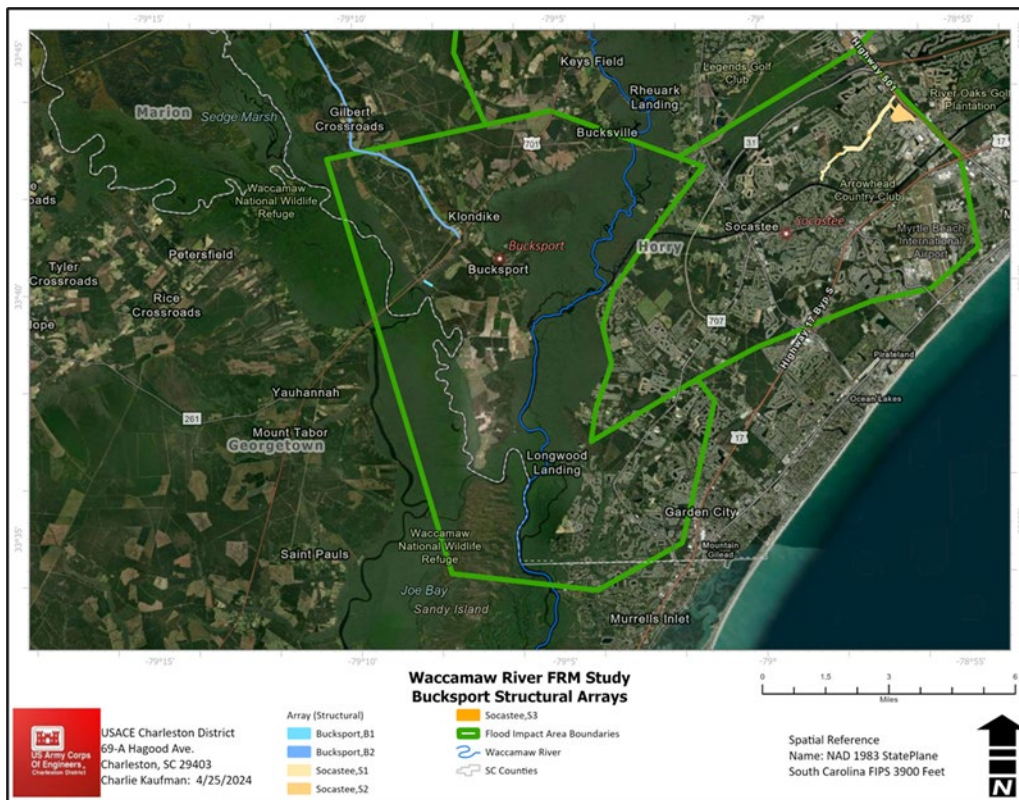 -79°15'
-79°10'
-79°5'
-79°
-78°55'
33°45'
33°40'
33°35'
Keys Field
Legends Golf
Club
Highway 501
River Oaks Golf
Plantation
Marion
Sedge Marsh
Gilbert
Crossroads
Rheuark
Landing
Bucksville
701
31
17
Waccamaw
National Wildlife
Refuge
Arrowhead
Country Club
Klondike
Socastee
Socastee
Horry
Bucksport
Bucksport
Myrtle Beach
International
Airport
Petersfield
Tyler
Crossroads
Rice
Crossroads
707
Highway 17 Byp S
Pirateland
Ocean Lakes
Yauhannah
261
Mount Tabor
Georgetown
17
Longwood
Landing
Garden City
Mountain
Gilead
Saint Pauls
Waccamaw
National Wildlife
Refuge
Joe Bay
Sandy Island
Murrells Inlet
-79°15'
-79°10'
-79°5'
-79°
-78°55'
Waccamaw River FRM Study
Bucksport Structural Arrays
0 1.5 3 6
Miles
US Army Corps
Of Engineers
Charleston District
USACE Charleston District
69-A Hagood Ave.
Charleston, SC 29403
Charlie Kaufman: 4/25/2024
Array (Structural)
Bucksport,B1
Bucksport,B2
Socastee,S1
Socastee,S2
Socastee,S3
Flood Impact Area Boundaries
Waccamaw River
SC Counties
Spatial Reference
Name: NAD 1983 StatePlane
South Carolina FIPS 3900 Feet
N